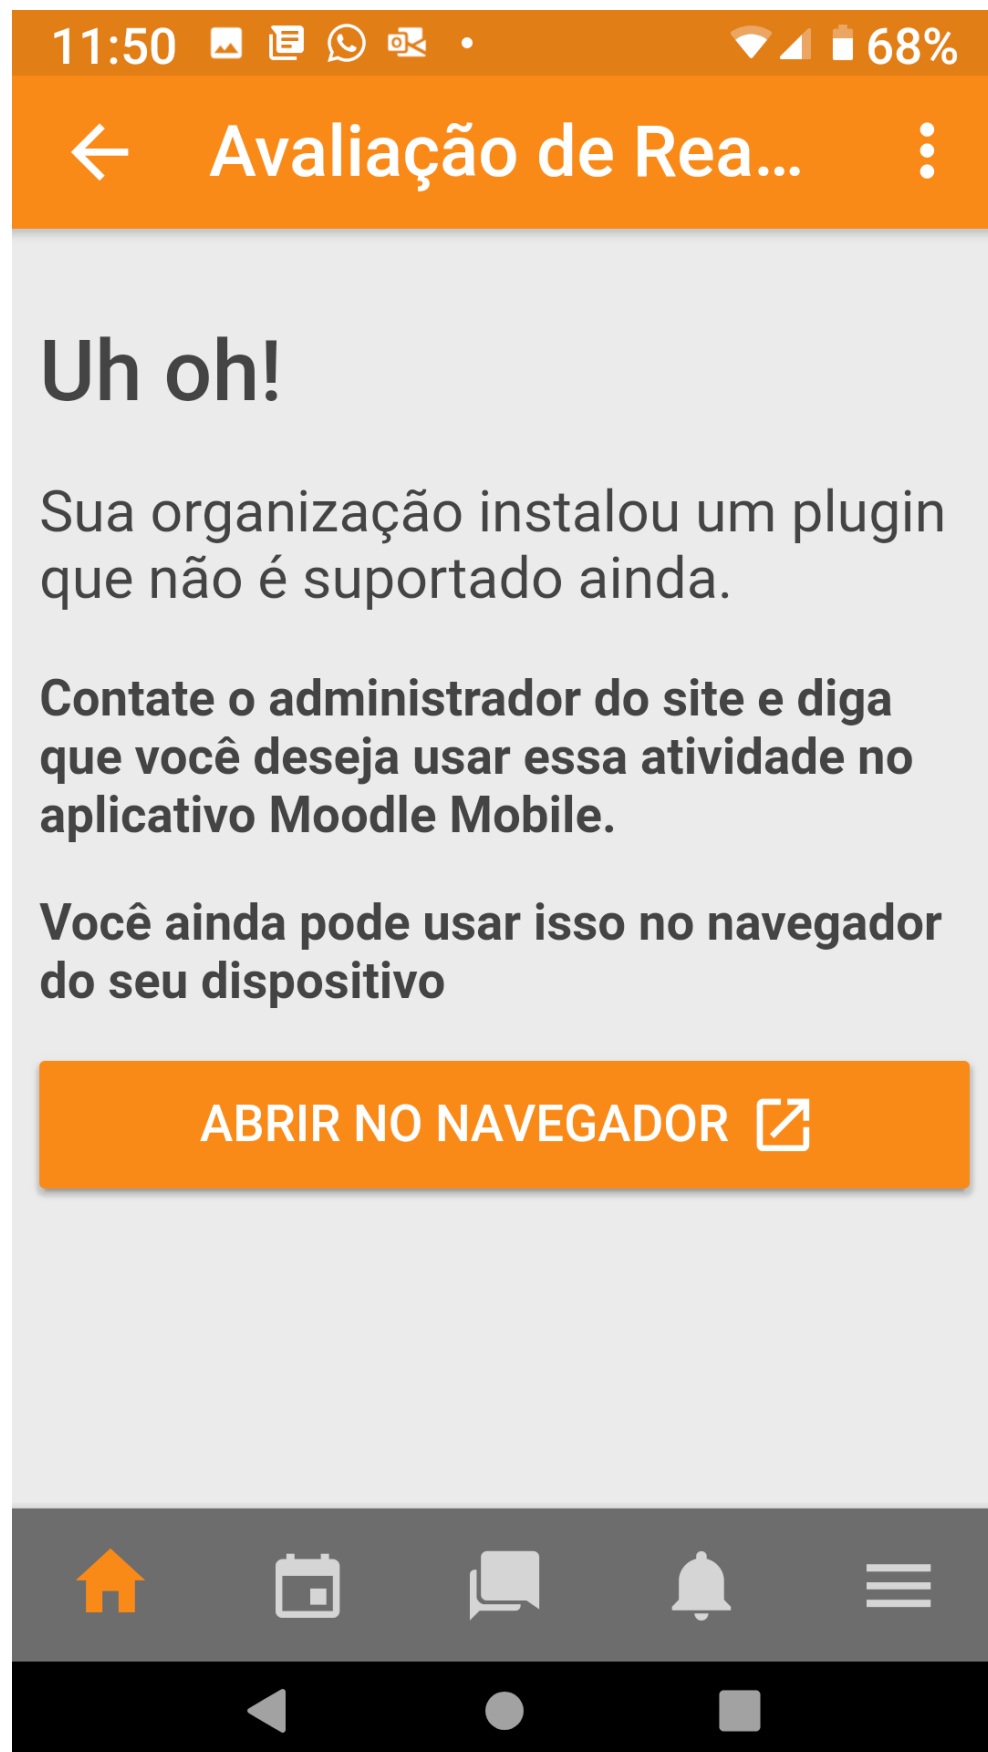 11:50
68%
Avaliação de Rea...
Uh oh!
Sua organização instalou um plugin
que não é suportado ainda.
Contate o administrador do site e diga
que você deseja usar essa atividade no
aplicativo Moodle Mobile.
Você ainda pode usar isso no navegador
do seu dispositivo
ABRIR NO NAVEGADOR